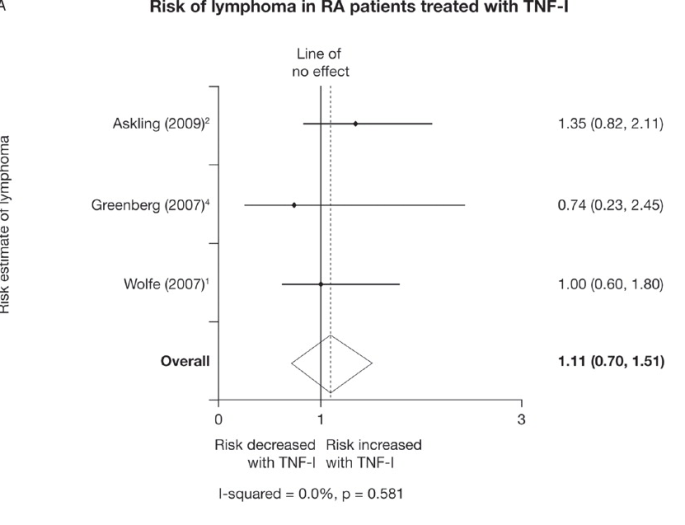 A
Risk of lymphoma in RA patients treated with TNF-I
Line of
no effect
Risk estimate of lymphoma
Askling (2009)²
1.35 (0.82, 2.11)
Greenberg (2007)⁴
0.74 (0.23, 2.45)
Wolfe (2007)¹
1.00 (0.60, 1.80)
Overall
1.11 (0.70, 1.51)
0 1 3
Risk decreased Risk increased
with TNF-I with TNF-I
I-squared = 0.0%, p = 0.581